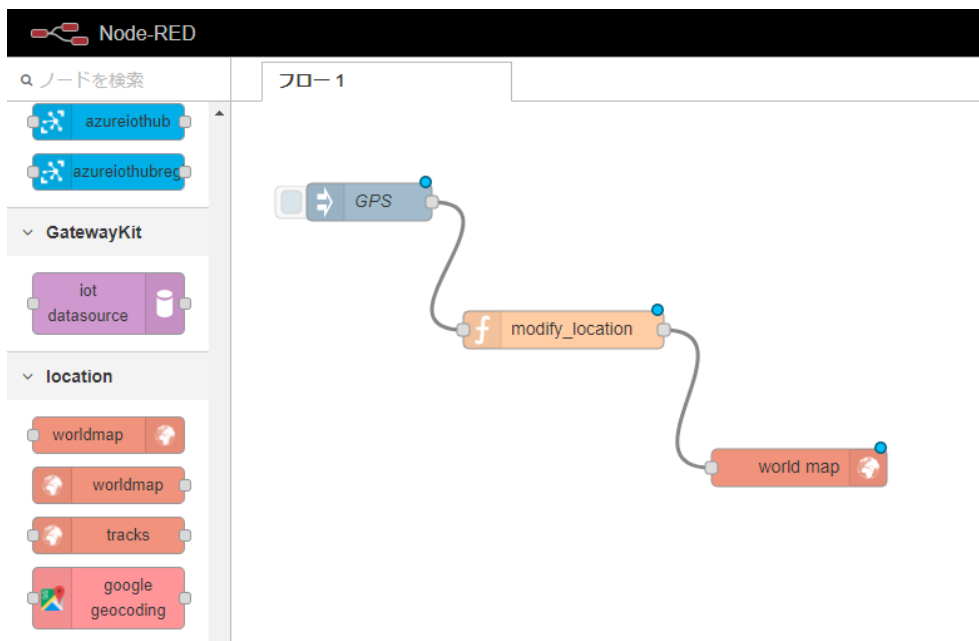 Node-RED
ノードを検索
フロー 1
azureiothub
azureiothubreg
GatewayKit
iot
datasource
location
worldmap
worldmap
tracks
google
geocoding
GPS
modify_location
world map